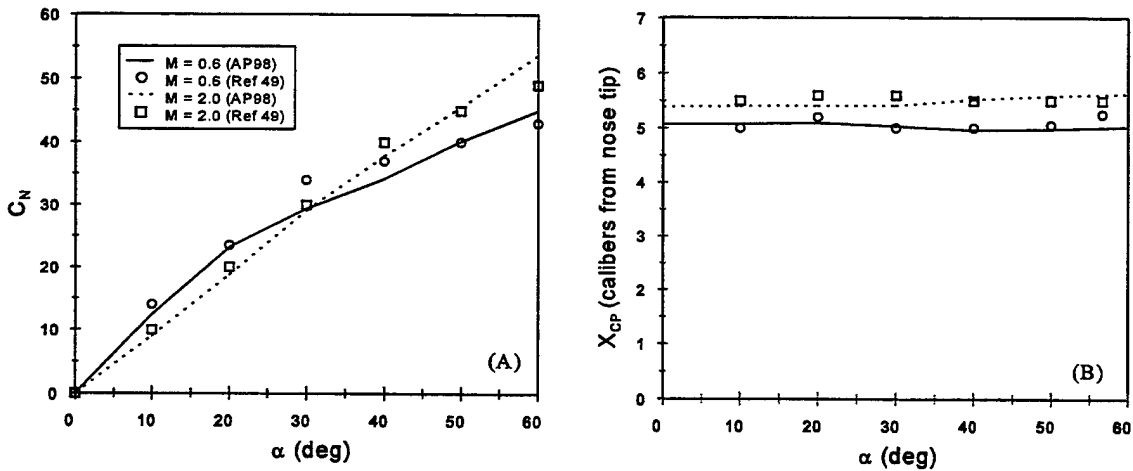 60
50
40
30
20
10
0
C_N
M = 0.6 (AP98)
M = 0.6 (Ref 49)
M = 2.0 (AP98)
M = 2.0 (Ref 49)
(A)
0 10 20 30 40 50 60
α (deg)
7
6
5
4
3
2
1
0
X_CP (calibers from nose tip)
(B)
0 10 20 30 40 50 60
α (deg)